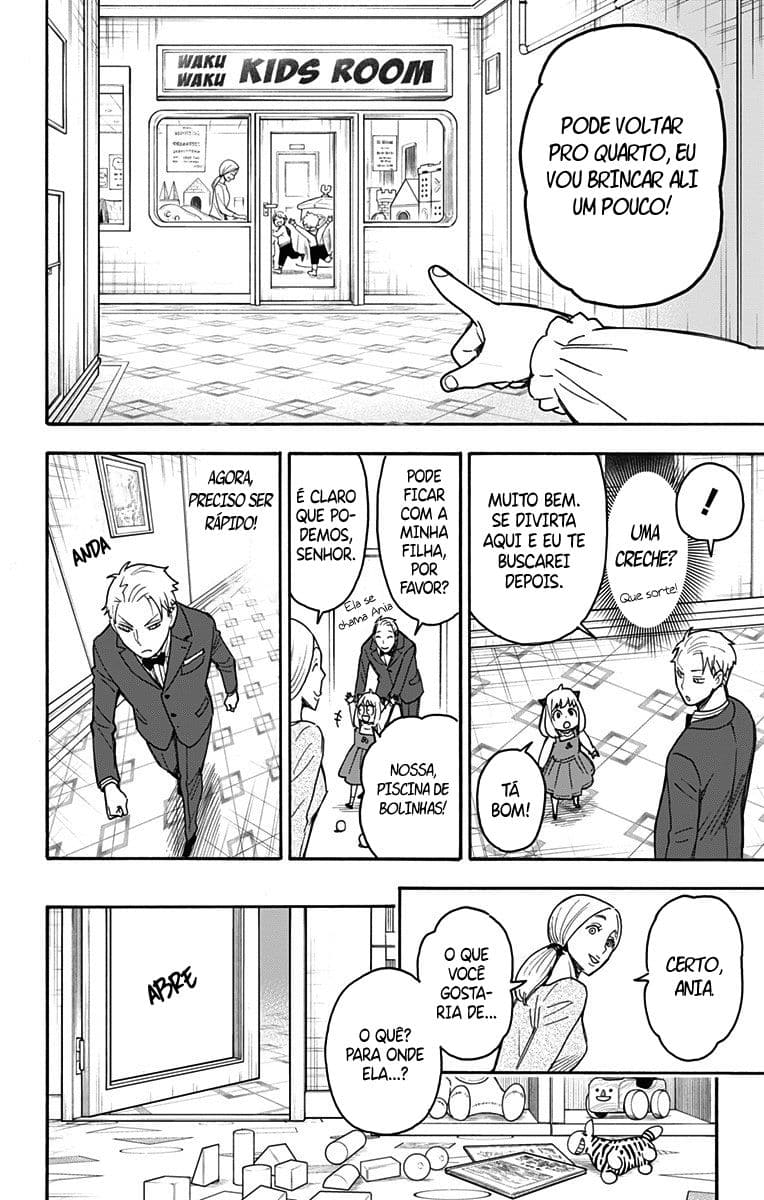 WAKU
WAKU
KIDS ROOM
PODE VOLTAR
PRO QUARTO, EU
VOU BRINCAR ALI
UM POUCO!
!
UMA
CRECHE?
Que sorte!
MUITO BEM.
SE DIVIRTA
AQUI E EU TE
BUSCAREI
DEPOIS.
TÁ
BOM!
PODE
FICAR
COM A
MINHA
FILHA,
POR
FAVOR?
Ela se
chama Ania
É CLARO
QUE PO-
DEMOS,
SENHOR.
NOSSA,
PISCINA DE
BOLINHAS!
AGORA,
PRECISO SER
RÁPIDO!
ANDA
CERTO,
ANIA.
O QUE
VOCÊ
GOSTA-
RIA DE...
O QUÊ?
PARA ONDE
ELA...?
ABRE